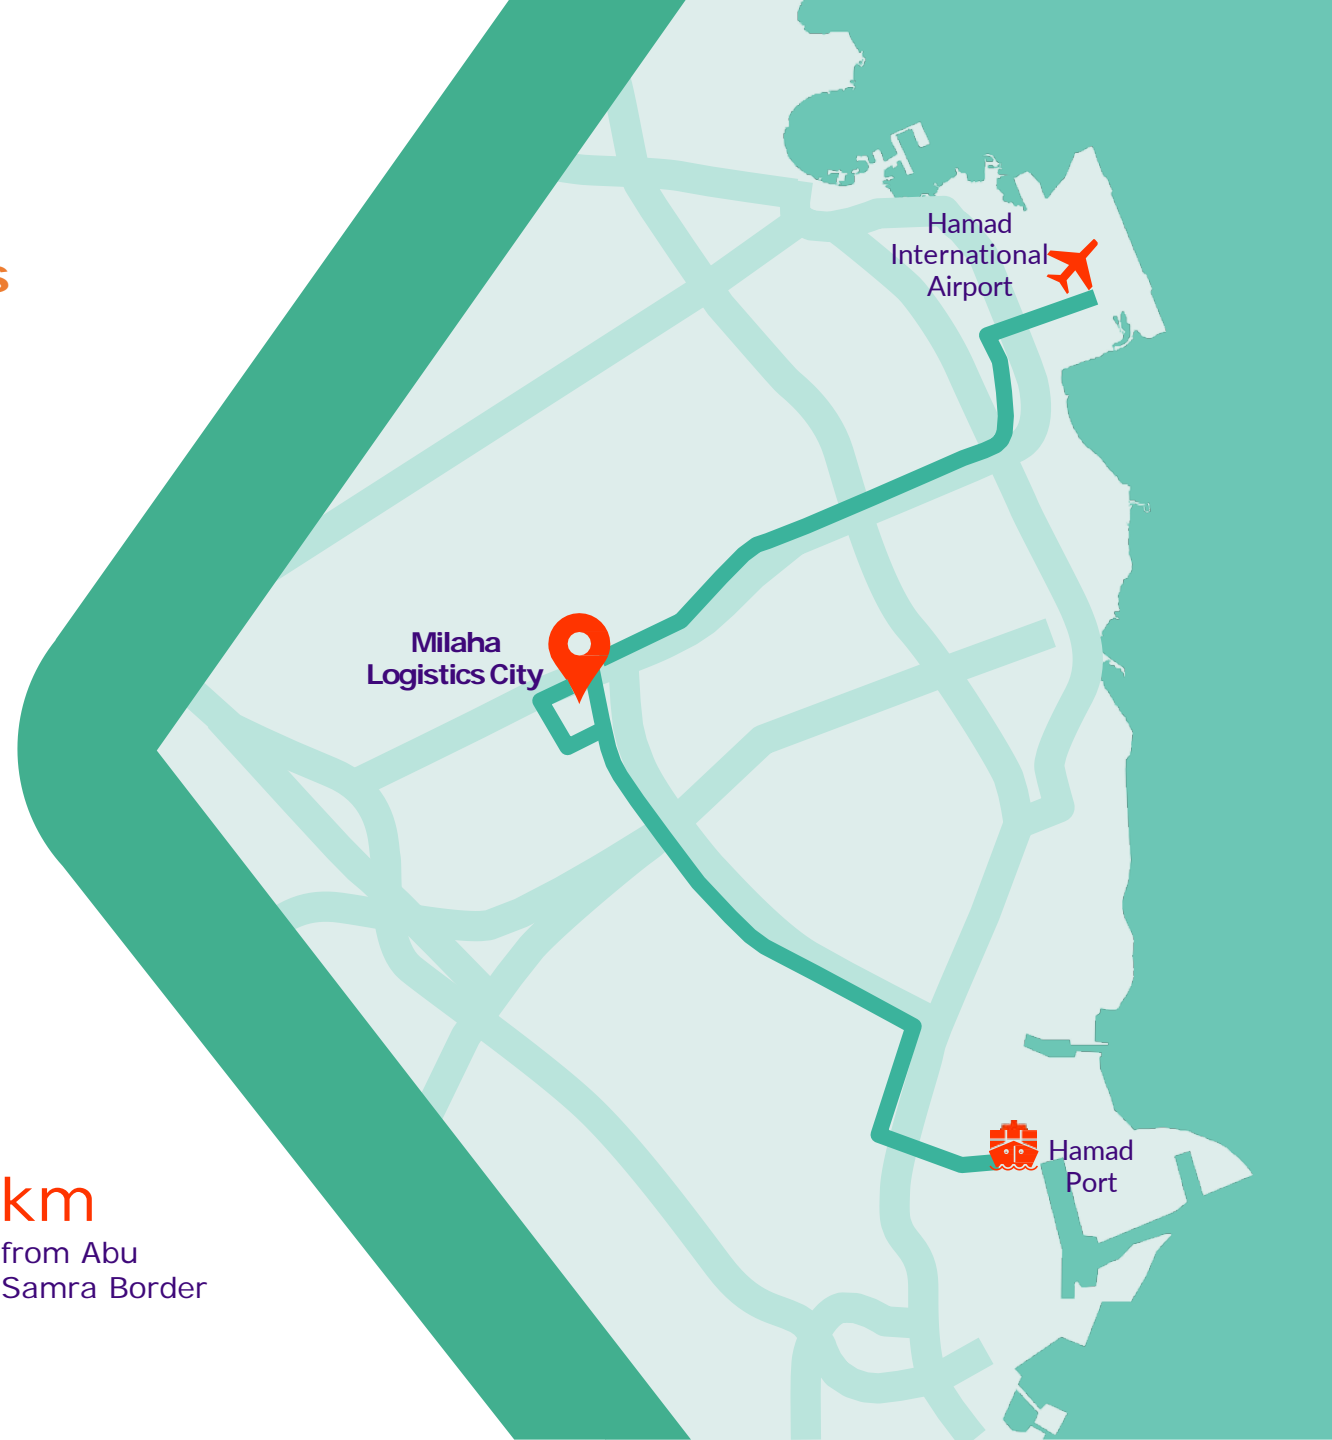 Hamad
International
Airport
s
Milaha
Logistics City
Hamad
Port
km
from Abu
Samra Border